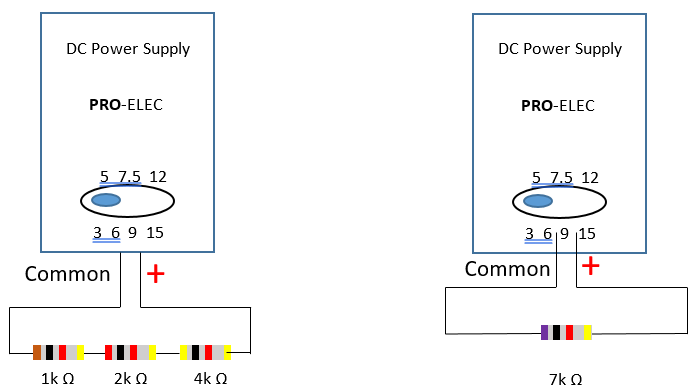 DC Power Supply
PRO-ELEC
5 7.5 12
3 6 9 15
Common +
1k Ω 2k Ω 4k Ω
DC Power Supply
PRO-ELEC
5 7.5 12
3 6 9 15
Common +
7k Ω